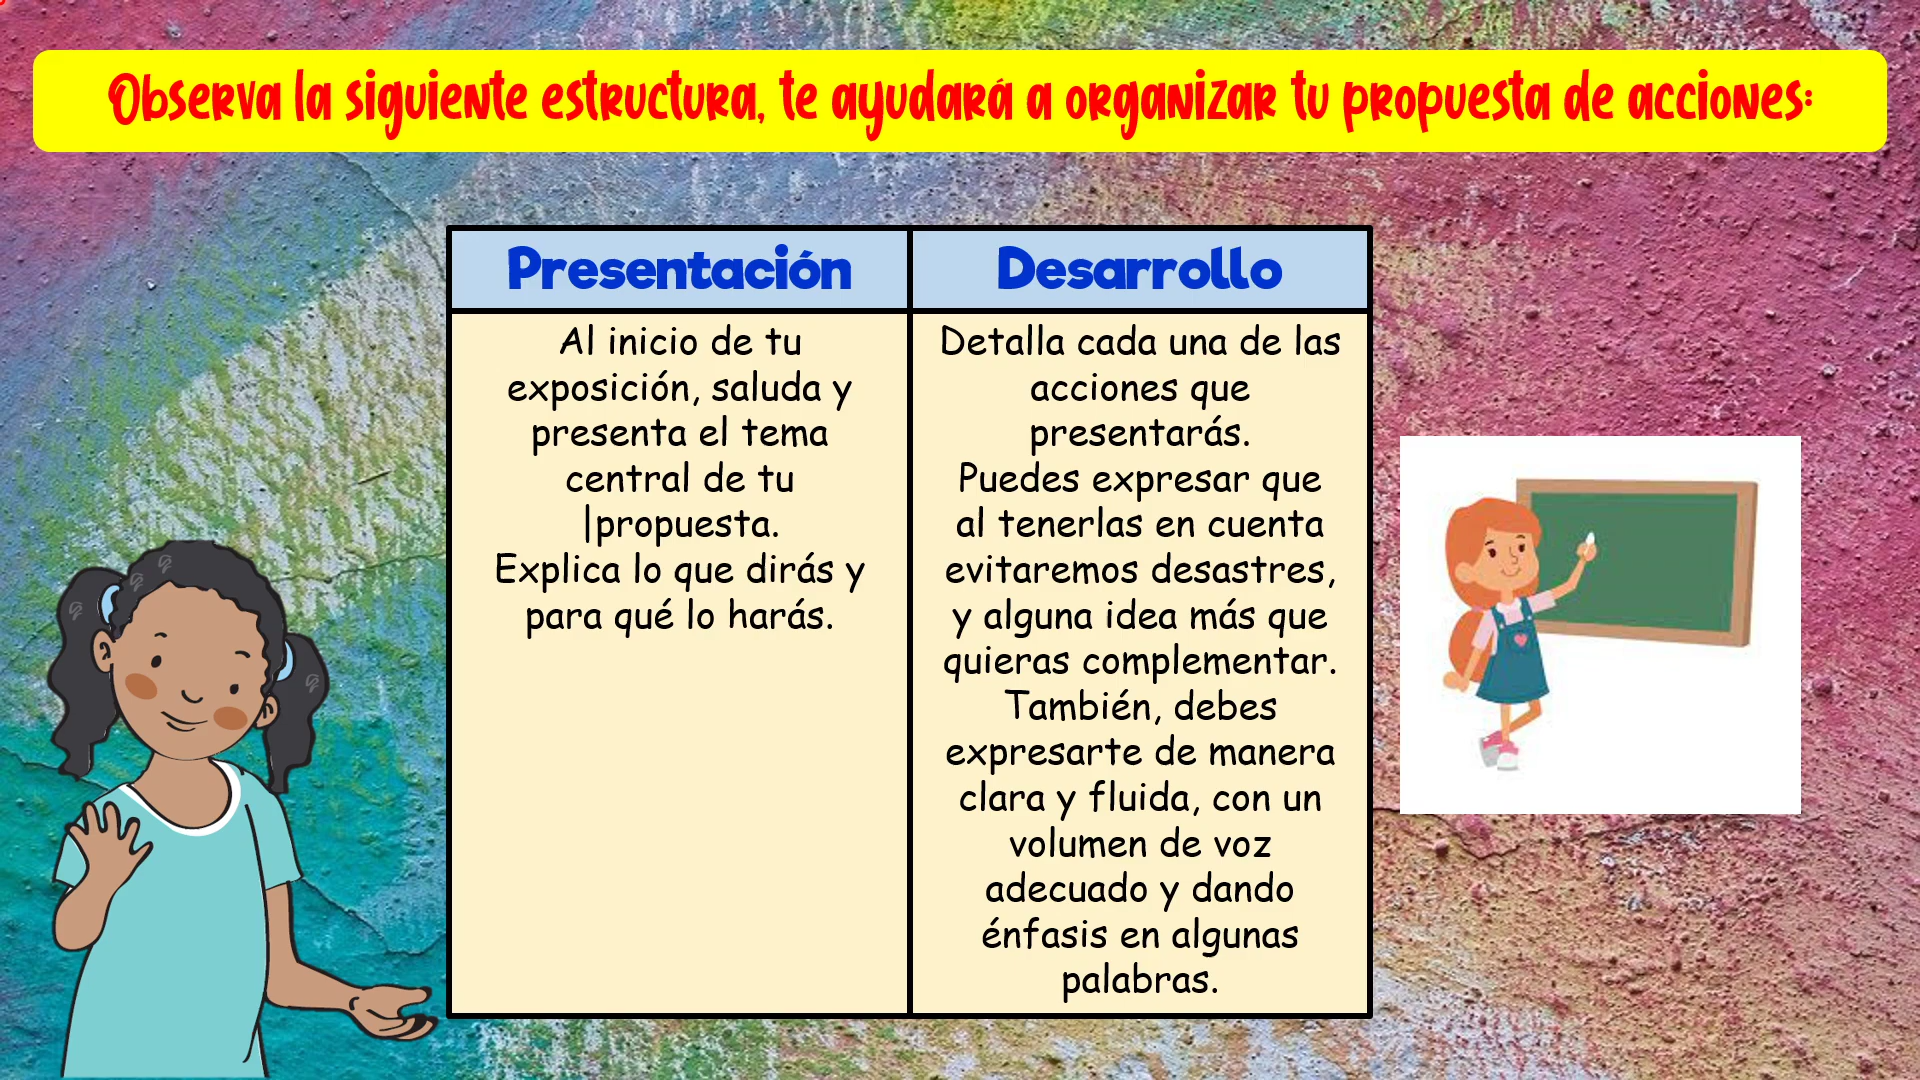 Observa la siguiente estructura, te ayudará a organizar tu propuesta de acciones:
Presentación
Al inicio de tu
exposición, saluda y
presenta el tema
central de tu
|propuesta.
Explica lo que dirás y
para qué lo harás.
Desarrollo
Detalla cada una de las
acciones que
presentarás.
Puedes expresar que
al tenerlas en cuenta
evitaremos desastres,
y alguna idea más que
quieras complementar.
También, debes
expresarte de manera
clara y fluida, con un
volumen de voz
adecuado y dando
énfasis en algunas
palabras.